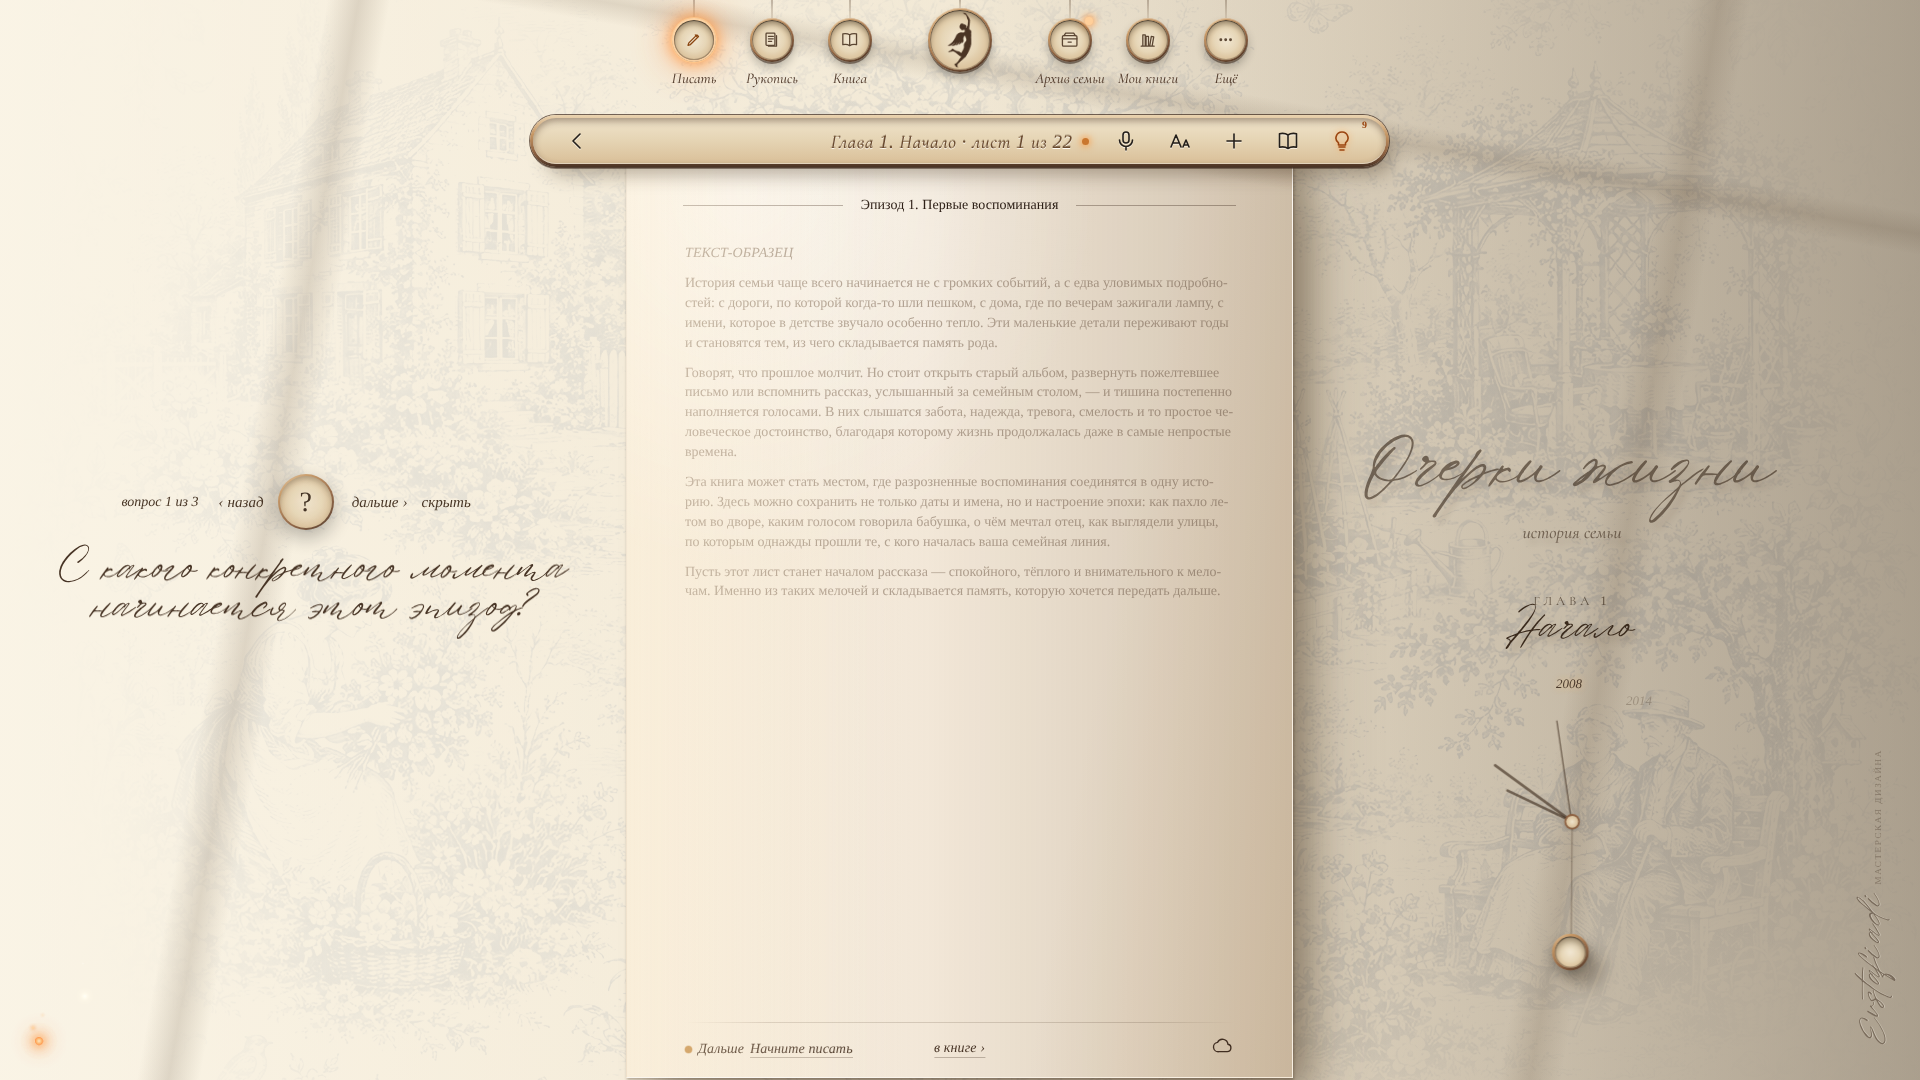 Писать
Рукопись
Книга
Архив семьи
Мои книги
Ещё
Глава 1. Начало · лист 1 из 22
9
Эпизод 1. Первые воспоминания
ТЕКСТ-ОБРАЗЕЦ
История семьи чаще всего начинается не с громких событий, а с едва уловимых подробно-
стей: с дороги, по которой когда-то шли пешком, с дома, где по вечерам зажигали лампу, с
имени, которое в детстве звучало особенно тепло. Эти маленькие детали переживают годы
и становятся тем, из чего складывается память рода.
Говорят, что прошлое молчит. Но стоит открыть старый альбом, развернуть пожелтевшее
письмо или вспомнить рассказ, услышанный за семейным столом, — и тишина постепенно
наполняется голосами. В них слышатся забота, надежда, тревога, смелость и то простое че-
ловеческое достоинство, благодаря которому жизнь продолжалась даже в самые непростые
времена.
Эта книга может стать местом, где разрозненные воспоминания соединятся в одну исто-
рию. Здесь можно сохранить не только даты и имена, но и настроение эпохи: как пахло ле-
том во дворе, каким голосом говорила бабушка, о чём мечтал отец, как выглядели улицы,
по которым однажды прошли те, с кого началась ваша семейная линия.
Пусть этот лист станет началом рассказа — спокойного, тёплого и внимательного к мело-
чам. Именно из таких мелочей и складывается память, которую хочется передать дальше.
Дальше Начните писать
в книге ›
вопрос 1 из 3 ‹ назад ? дальше › скрыть
С какого конкретного момента
начинается этот эпизод?
Очерки жизни
история семьи
ГЛАВА 1
Начало
2008
2014
Evstafiadi МАСТЕРСКАЯ ДИЗАЙНА